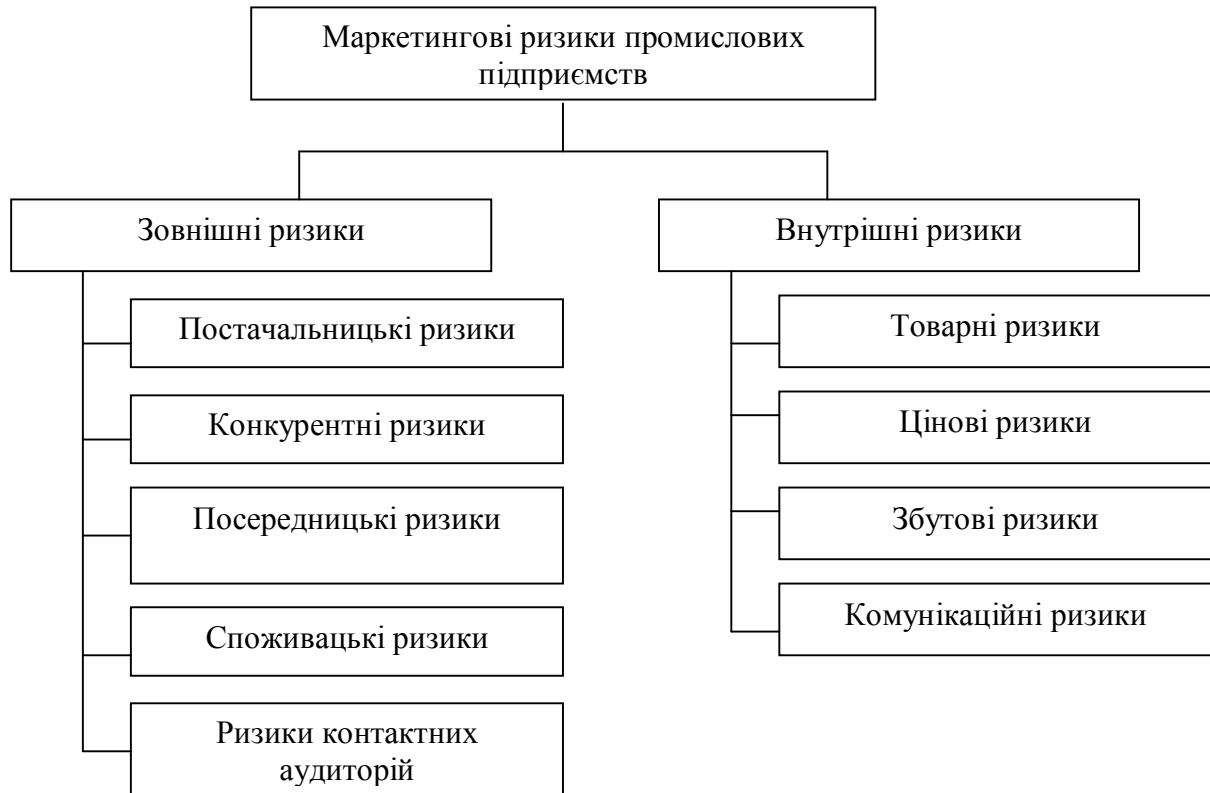 Маркетингові ризики промислових
підприємств
Зовнішні ризики
Внутрішні ризики
Постачальницькі ризики
Конкурентні ризики
Посередницькі ризики
Споживацькі ризики
Ризики контактних
аудиторій
Товарні ризики
Цінові ризики
Збутові ризики
Комунікаційні ризики